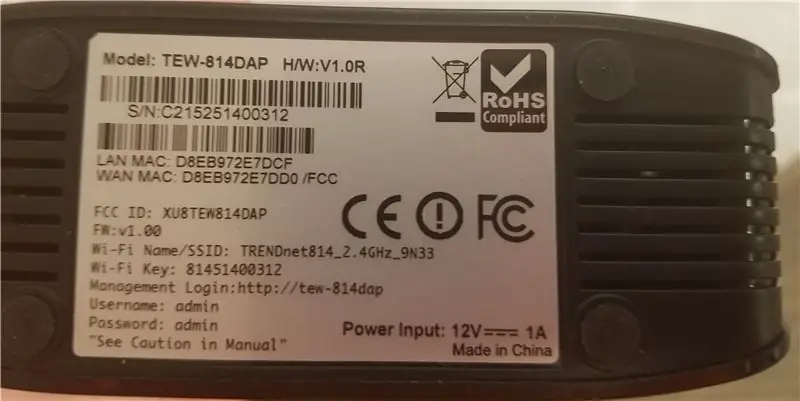 Model: TEW-814DAP H/W:V1.0R
RoHS
Compliant
S/N:C215251400312
LAN MAC: D8EB972E7DCF
WAN MAC: D8EB972E7DD0 /FCC
FCC ID: XU8TEW814DAP
FW:v1.00
Wi-Fi Name/SSID: TRENDnet814_2.4GHz_9N33
Wi-Fi Key: 81451400312
Management Login:http://tew-814dap
Username: admin
Password: admin
"See Caution in Manual"
CE FC
Power Input: 12V 1A
Made in China